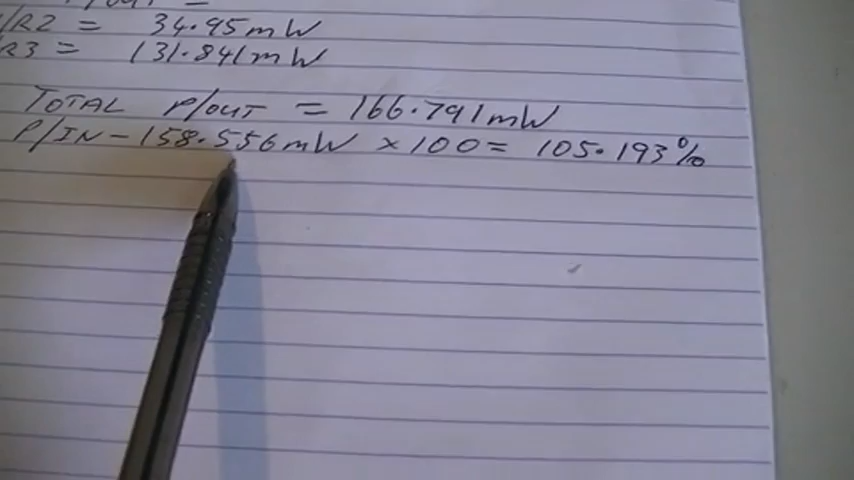 /R2 = 34.95mW
R3 = 131.841mW
TOTAL P/OUT = 166.791mW
P/IN - 158.556mW × 100 = 105.193%